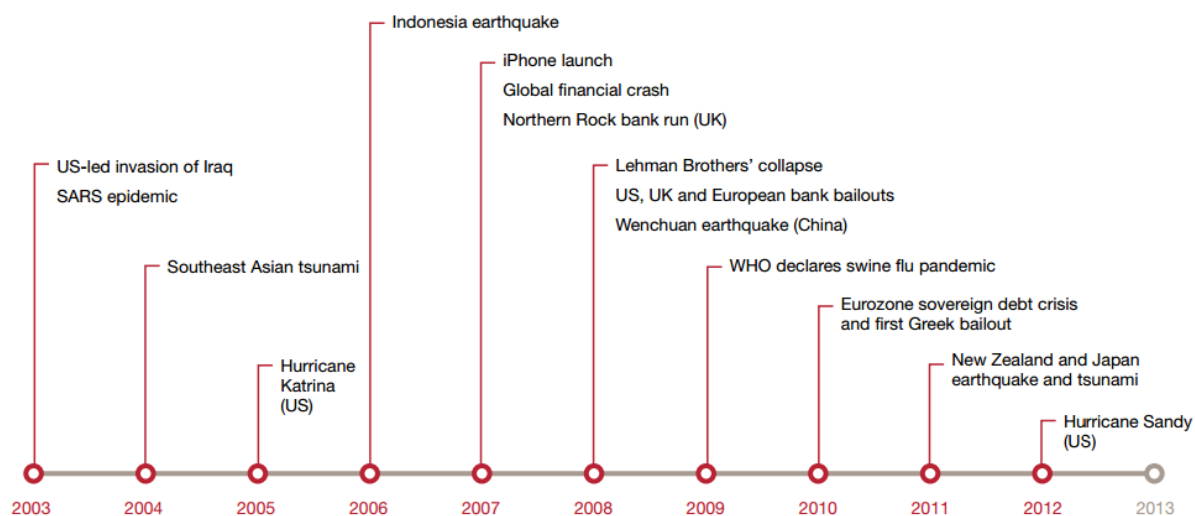 Indonesia earthquake
iPhone launch
Global financial crash
Northern Rock bank run (UK)
US-led invasion of Iraq
SARS epidemic
Lehman Brothers’ collapse
US, UK and European bank bailouts
Wenchuan earthquake (China)
Southeast Asian tsunami
WHO declares swine flu pandemic
Eurozone sovereign debt crisis
and first Greek bailout
Hurricane
Katrina
(US)
New Zealand and Japan
earthquake and tsunami
Hurricane Sandy
(US)
2003 2004 2005 2006 2007 2008 2009 2010 2011 2012 2013